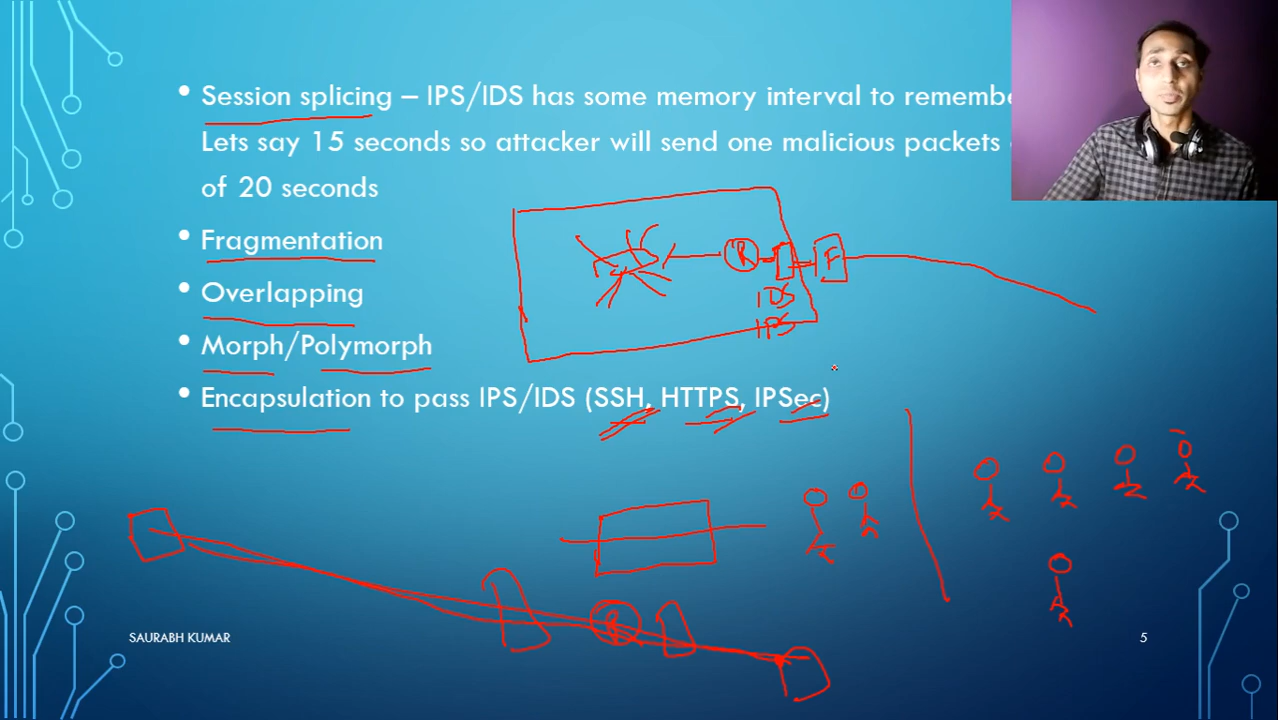 • Session splicing – IPS/IDS has some memory interval to
Lets say 15 seconds so attacker will send one malicious packets
of 20 seconds
• Fragmentation
R
F
IDS
• Overlapping
IPS
• Morph/Polymorph
• Encapsulation to pass IPS/IDS (SSH, HTTPS, IPSec)
R
SAURABH KUMAR
5